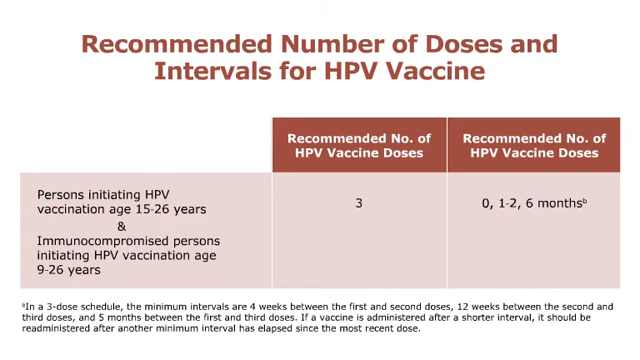 Recommended Number of Doses and
Intervals for HPV Vaccine
Recommended No. of
HPV Vaccine Doses
Recommended No. of
HPV Vaccine Doses
Persons initiating HPV
vaccination age 15-26 years
&
Immunocompromised persons
initiating HPV vaccination age
9-26 years
3
0, 1-2, 6 monthsᵇ
ᵇIn a 3-dose schedule, the minimum intervals are 4 weeks between the first and second doses, 12 weeks between the second and
third doses, and 5 months between the first and third doses. If a vaccine is administered after a shorter interval, it should be
readministered after another minimum interval has elapsed since the most recent dose.